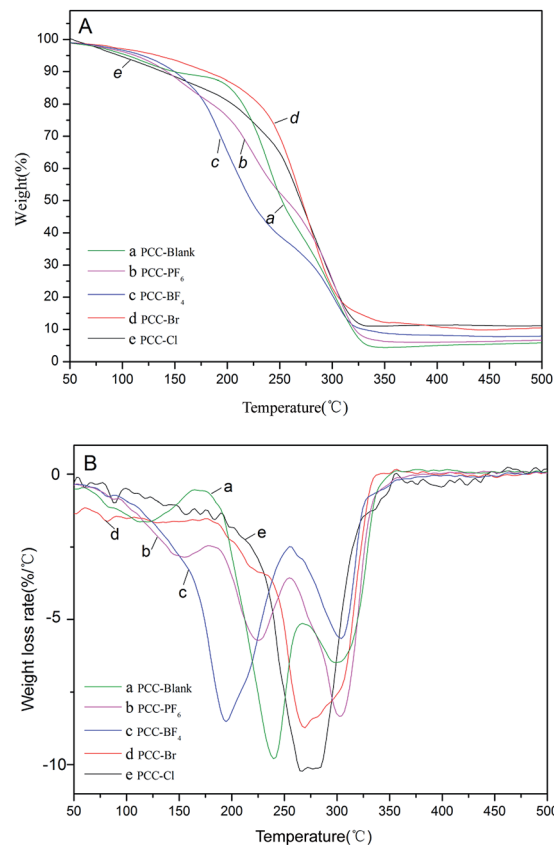 A
100
90
80
70
60
50
40
30
20
10
0
Weight(%)
e
d
c
b
a
a PCC-Blank
b PCC-PF₆
c PCC-BF₄
d PCC-Br
e PCC-Cl
50 100 150 200 250 300 350 400 450 500
Temperature(℃)
B
0
-5
-10
Weight loss rate(%/℃)
a
e
d
b
c
a PCC-Blank
b PCC-PF₆
c PCC-BF₄
d PCC-Br
e PCC-Cl
50 100 150 200 250 300 350 400 450 500
Temperature(℃)